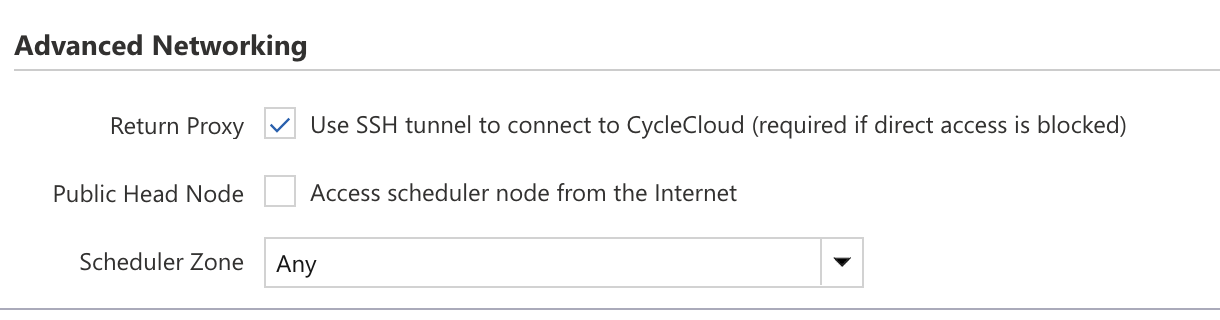 Advanced Networking
Return Proxy Use SSH tunnel to connect to CycleCloud (required if direct access is blocked)
Public Head Node Access scheduler node from the Internet
Scheduler Zone Any